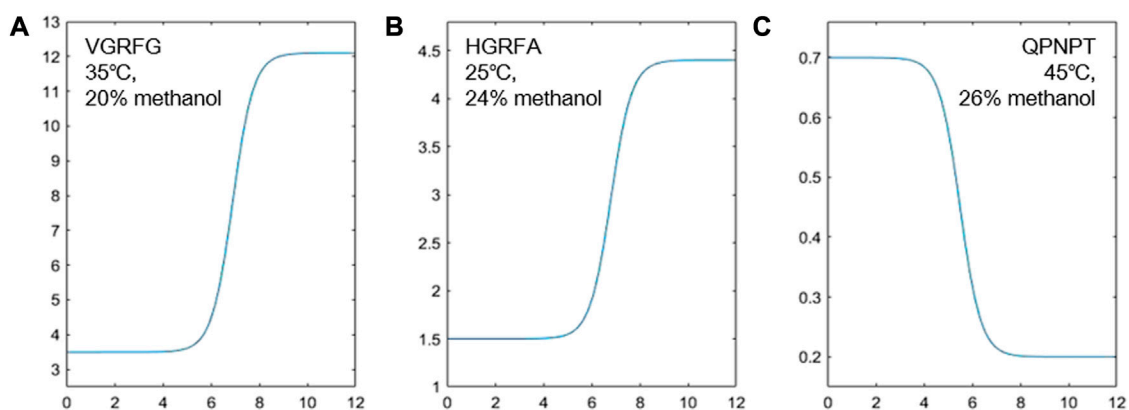 A
VGRFG
35℃,
20% methanol
13
12
11
10
9
8
7
6
5
4
3
0 2 4 6 8 10 12
B
HGRFA
25℃,
24% methanol
4.5
4
3.5
3
2.5
2
1.5
1
0 2 4 6 8 10 12
C
QPNPT
45℃,
26% methanol
0.7
0.6
0.5
0.4
0.3
0.2
0 2 4 6 8 10 12